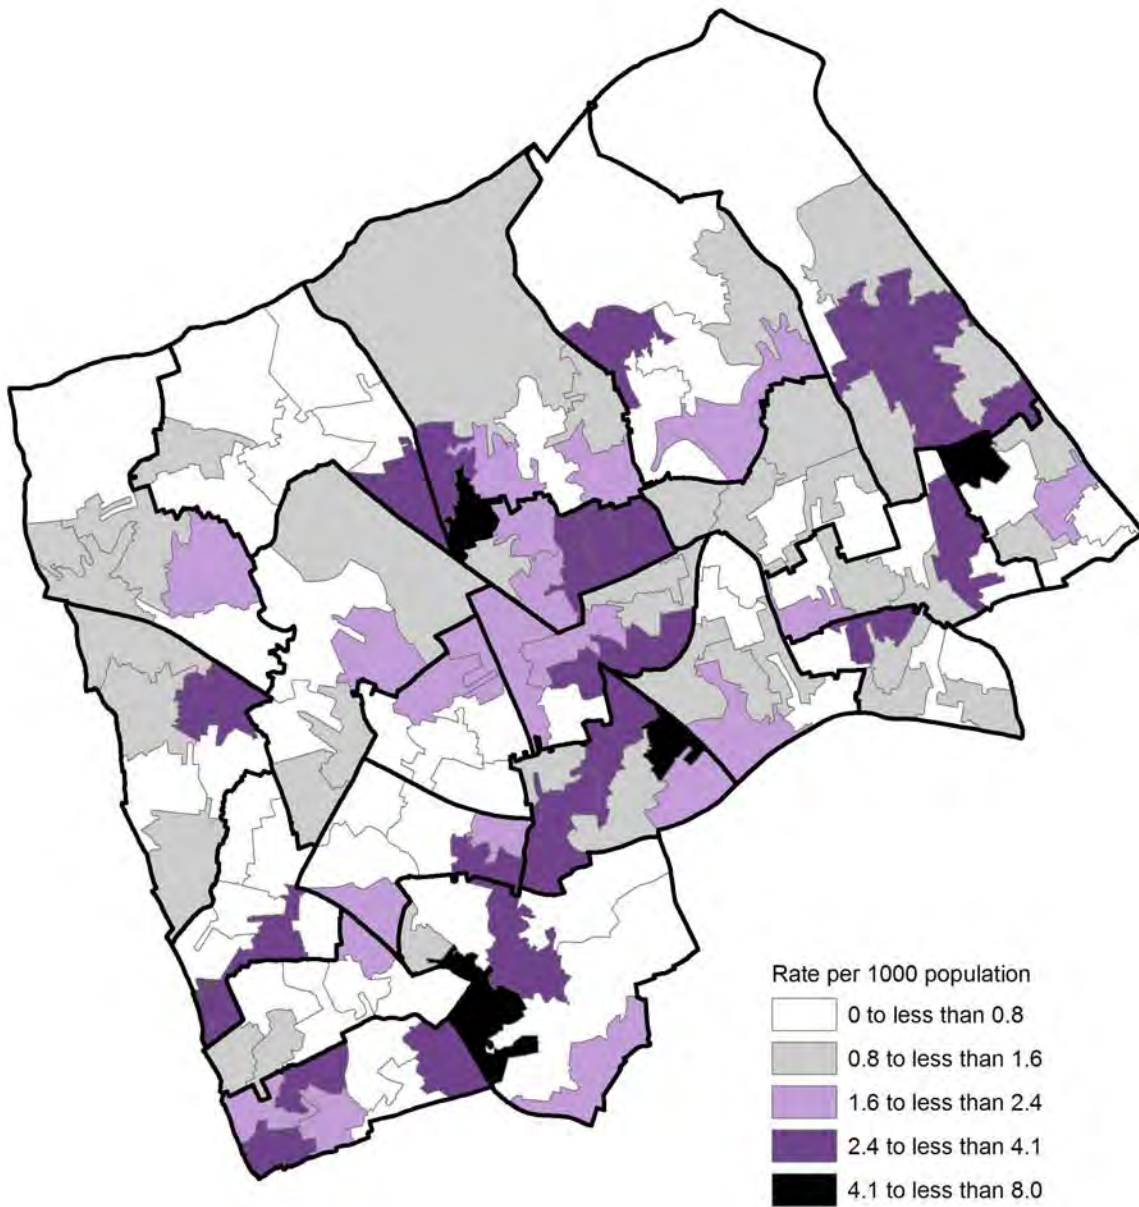 Rate per 1000 population
0 to less than 0.8
0.8 to less than 1.6
1.6 to less than 2.4
2.4 to less than 4.1
4.1 to less than 8.0